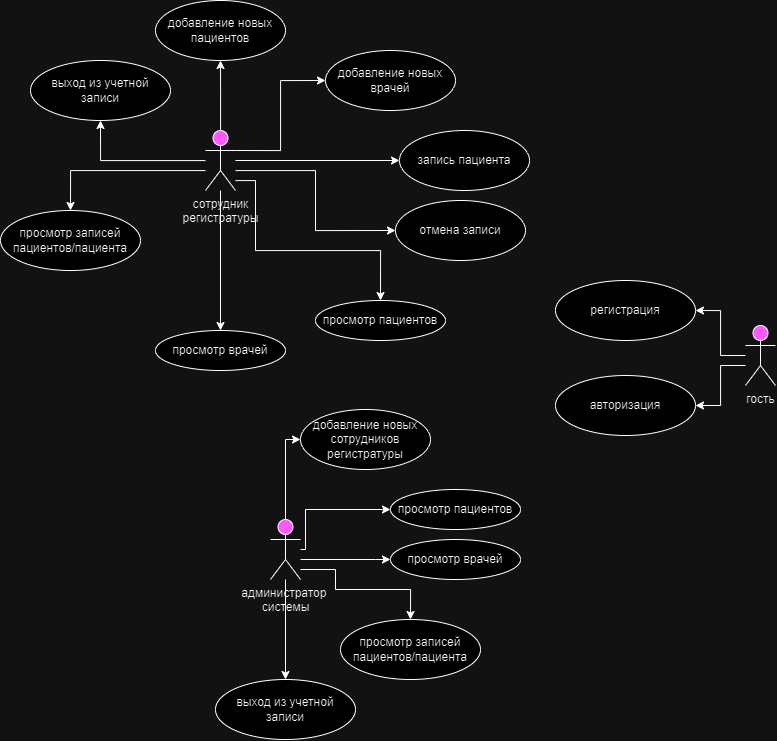 добавление новых
пациентов
выход из учетной
записи
добавление новых
врачей
запись пациента
сотрудник
регистратуры
просмотр записей
пациентов/пациента
отмена записи
просмотр пациентов
просмотр врачей
регистрация
авторизация
гость
добавление новых
сотрудников
регистратуры
просмотр пациентов
просмотр врачей
администратор
системы
просмотр записей
пациентов/пациента
выход из учетной
записи